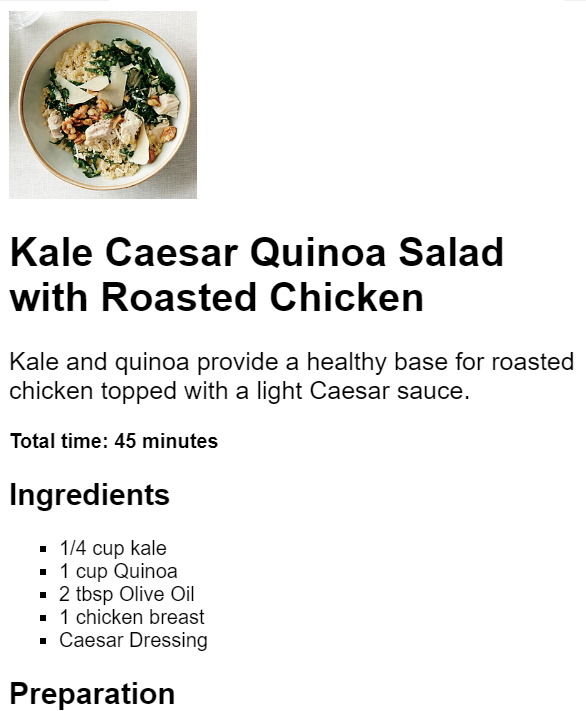 Kale Caesar Quinoa Salad
with Roasted Chicken
Kale and quinoa provide a healthy base for roasted
chicken topped with a light Caesar sauce.
Total time: 45 minutes
Ingredients
1/4 cup kale
1 cup Quinoa
2 tbsp Olive Oil
1 chicken breast
Caesar Dressing
Preparation